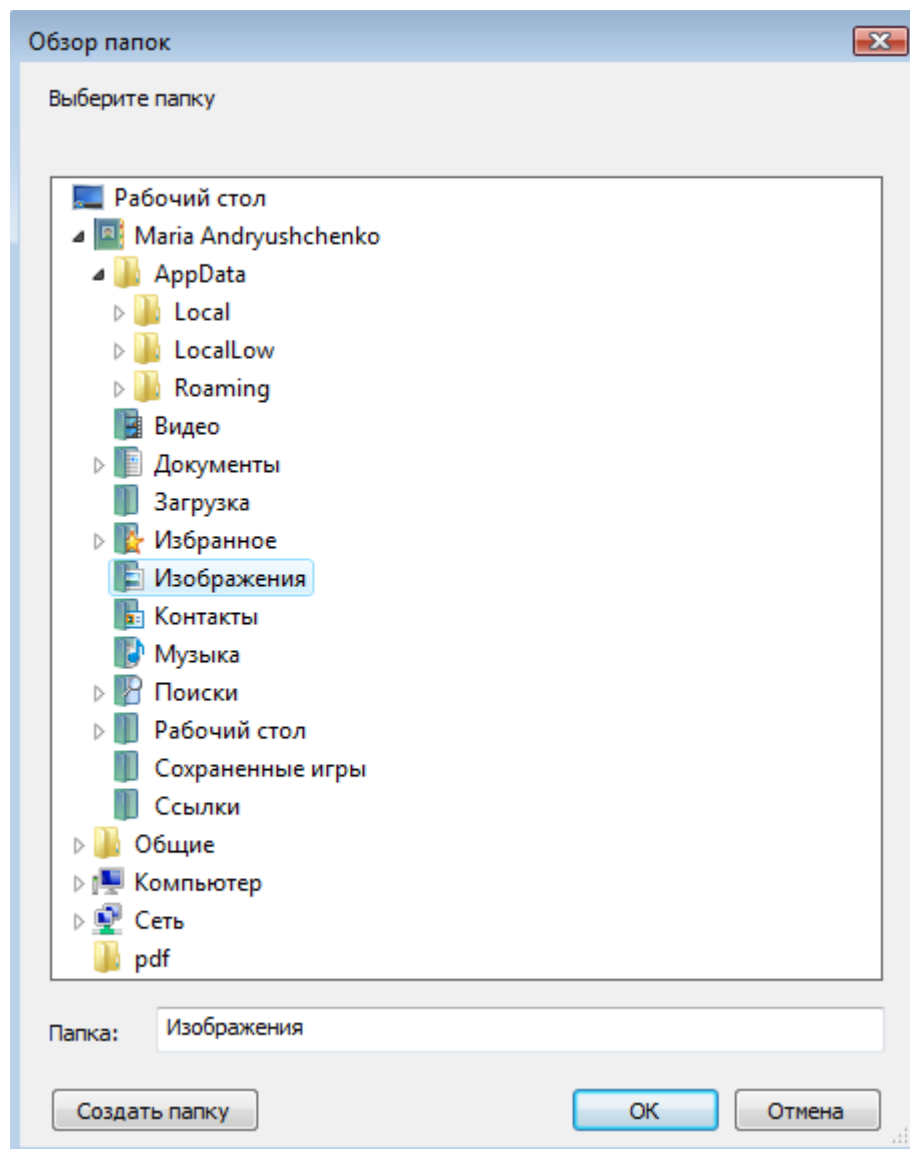 Обзор папок
Выберите папку
Рабочий стол
Maria Andryushchenko
AppData
Local
LocalLow
Roaming
Видео
Документы
Загрузка
Избранное
Изображения
Контакты
Музыка
Поиски
Рабочий стол
Сохраненные игры
Ссылки
Общие
Компьютер
Сеть
pdf
Папка: Изображения
Создать папку ОК Отмена